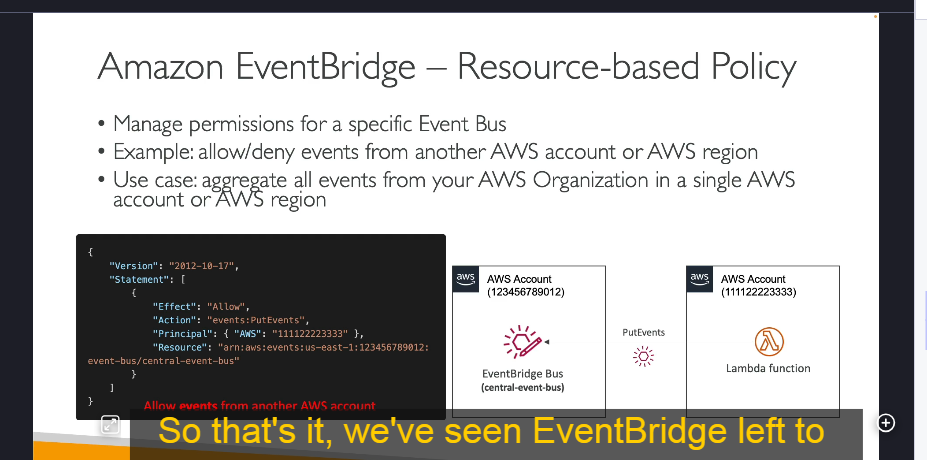 Amazon EventBridge – Resource-based Policy
• Manage permissions for a specific Event Bus
• Example: allow/deny events from another AWS account or AWS region
• Use case: aggregate all events from your AWS Organization in a single AWS
account or AWS region
{
"Version": "2012-10-17",
"Statement": [
{
"Effect": "Allow",
"Action": "events:PutEvents",
"Principal": { "AWS": "111122223333" },
"Resource": "arn:aws:events:us-east-1:123456789012:
event-bus/central-event-bus"
}
]
}
Allow events from another AWS account
aws
AWS Account
(123456789012)
EventBridge Bus
(central-event-bus)
PutEvents
aws
AWS Account
(111122223333)
Lambda function
So that's it, we've seen EventBridge left to